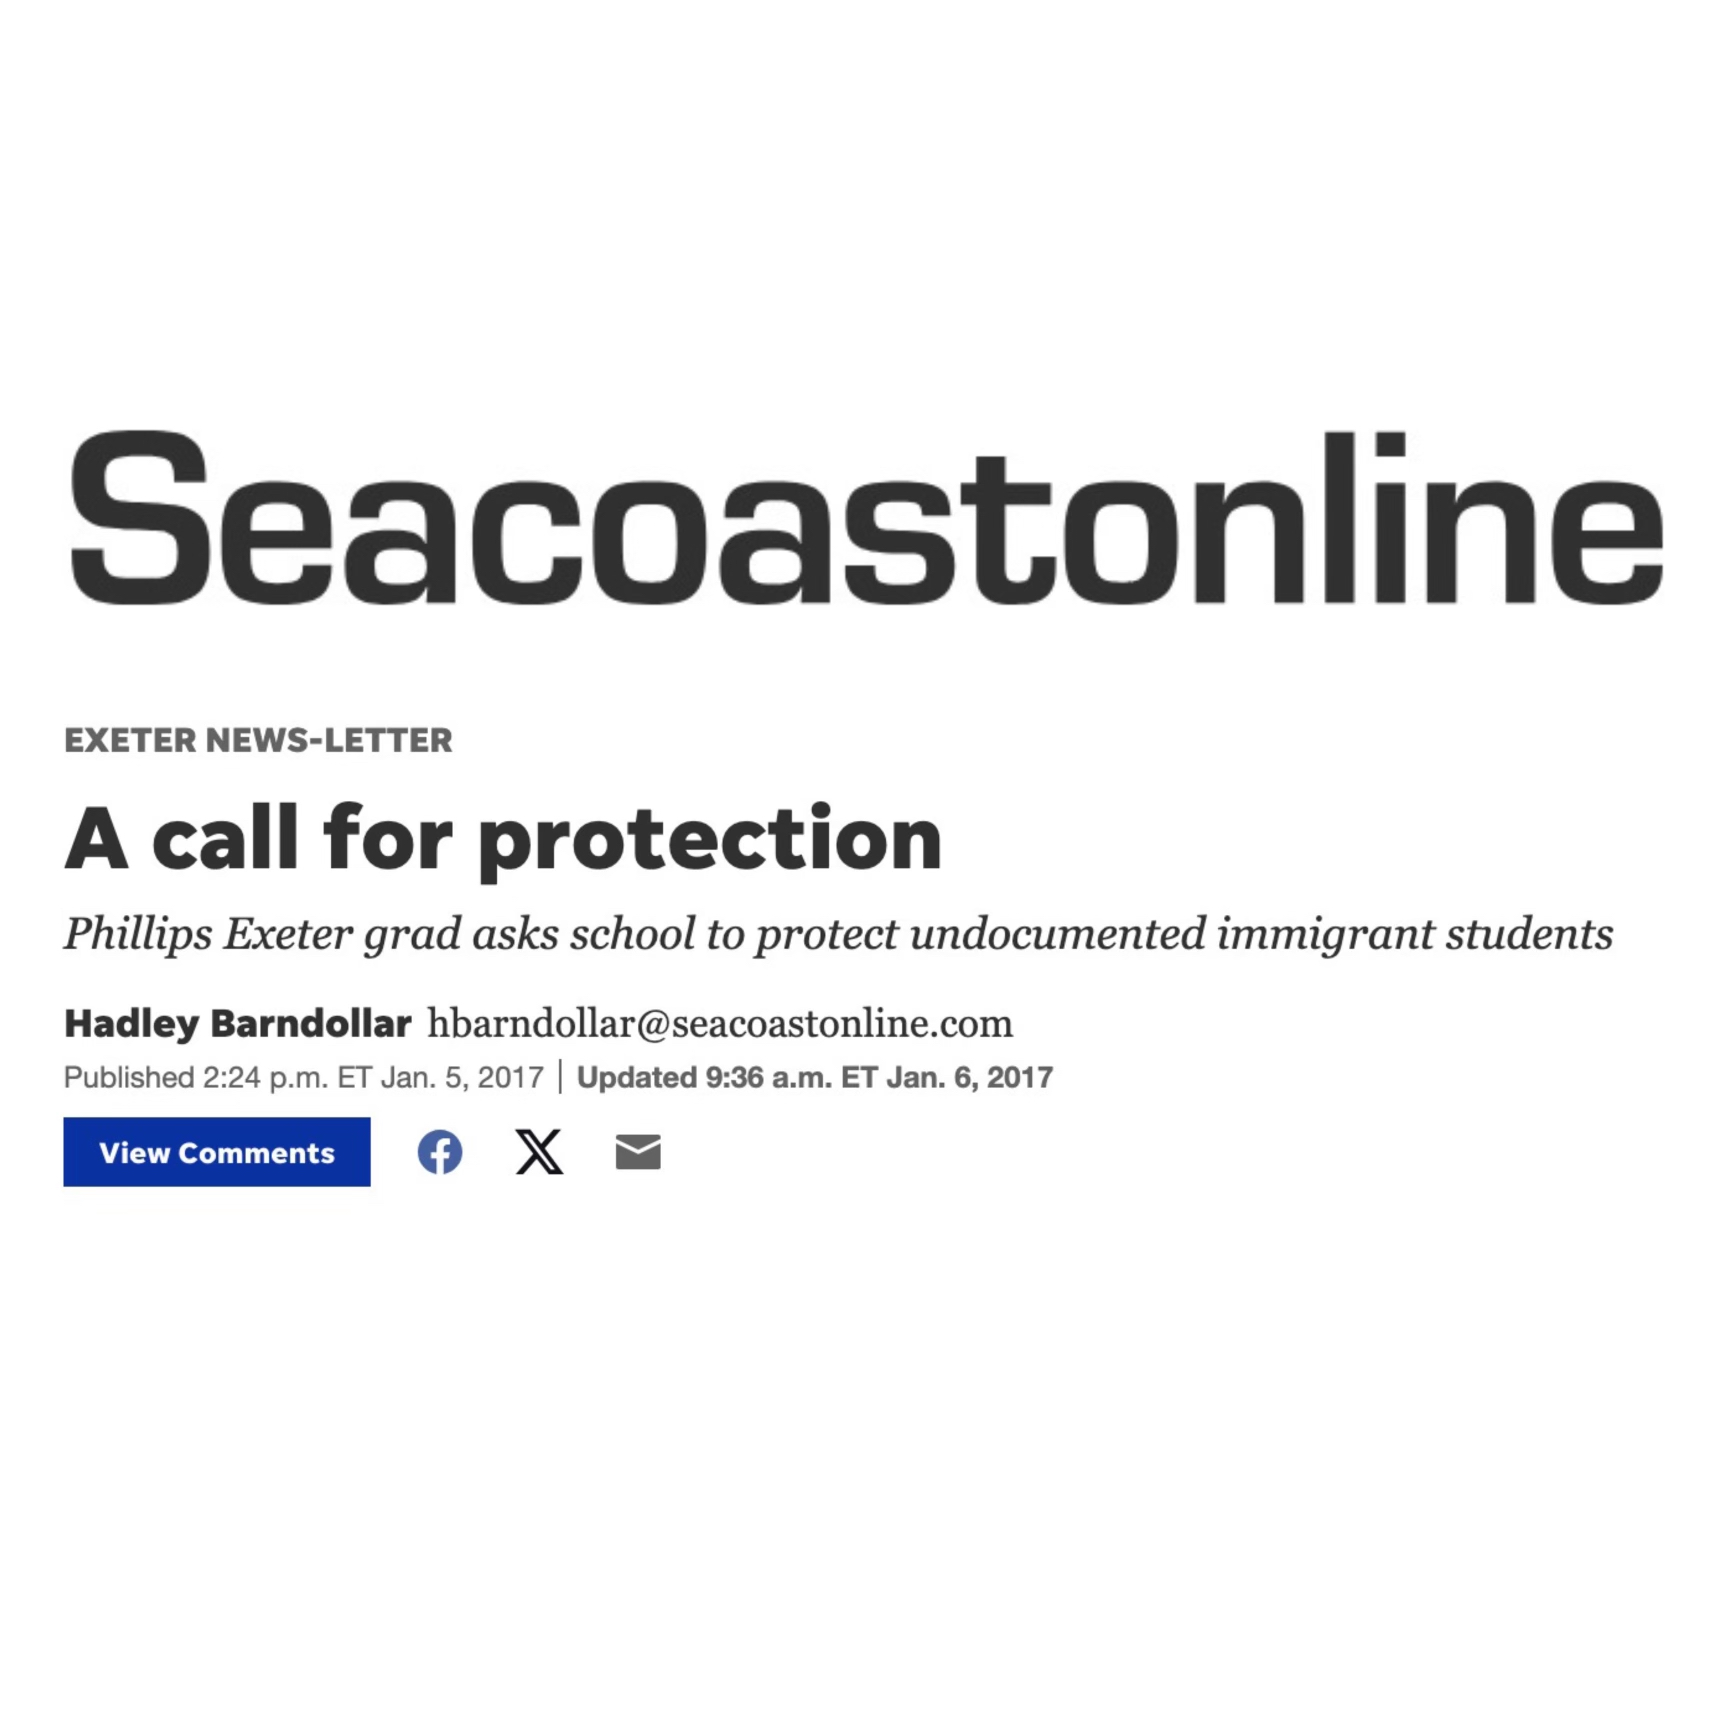 Seacoastonline
EXETER NEWS-LETTER
A call for protection
Phillips Exeter grad asks school to protect undocumented immigrant students
Hadley Barndollar hbarndollar@seacoastonline.com
Published 2:24 p.m. ET Jan. 5, 2017 | Updated 9:36 a.m. ET Jan. 6, 2017
View Comments